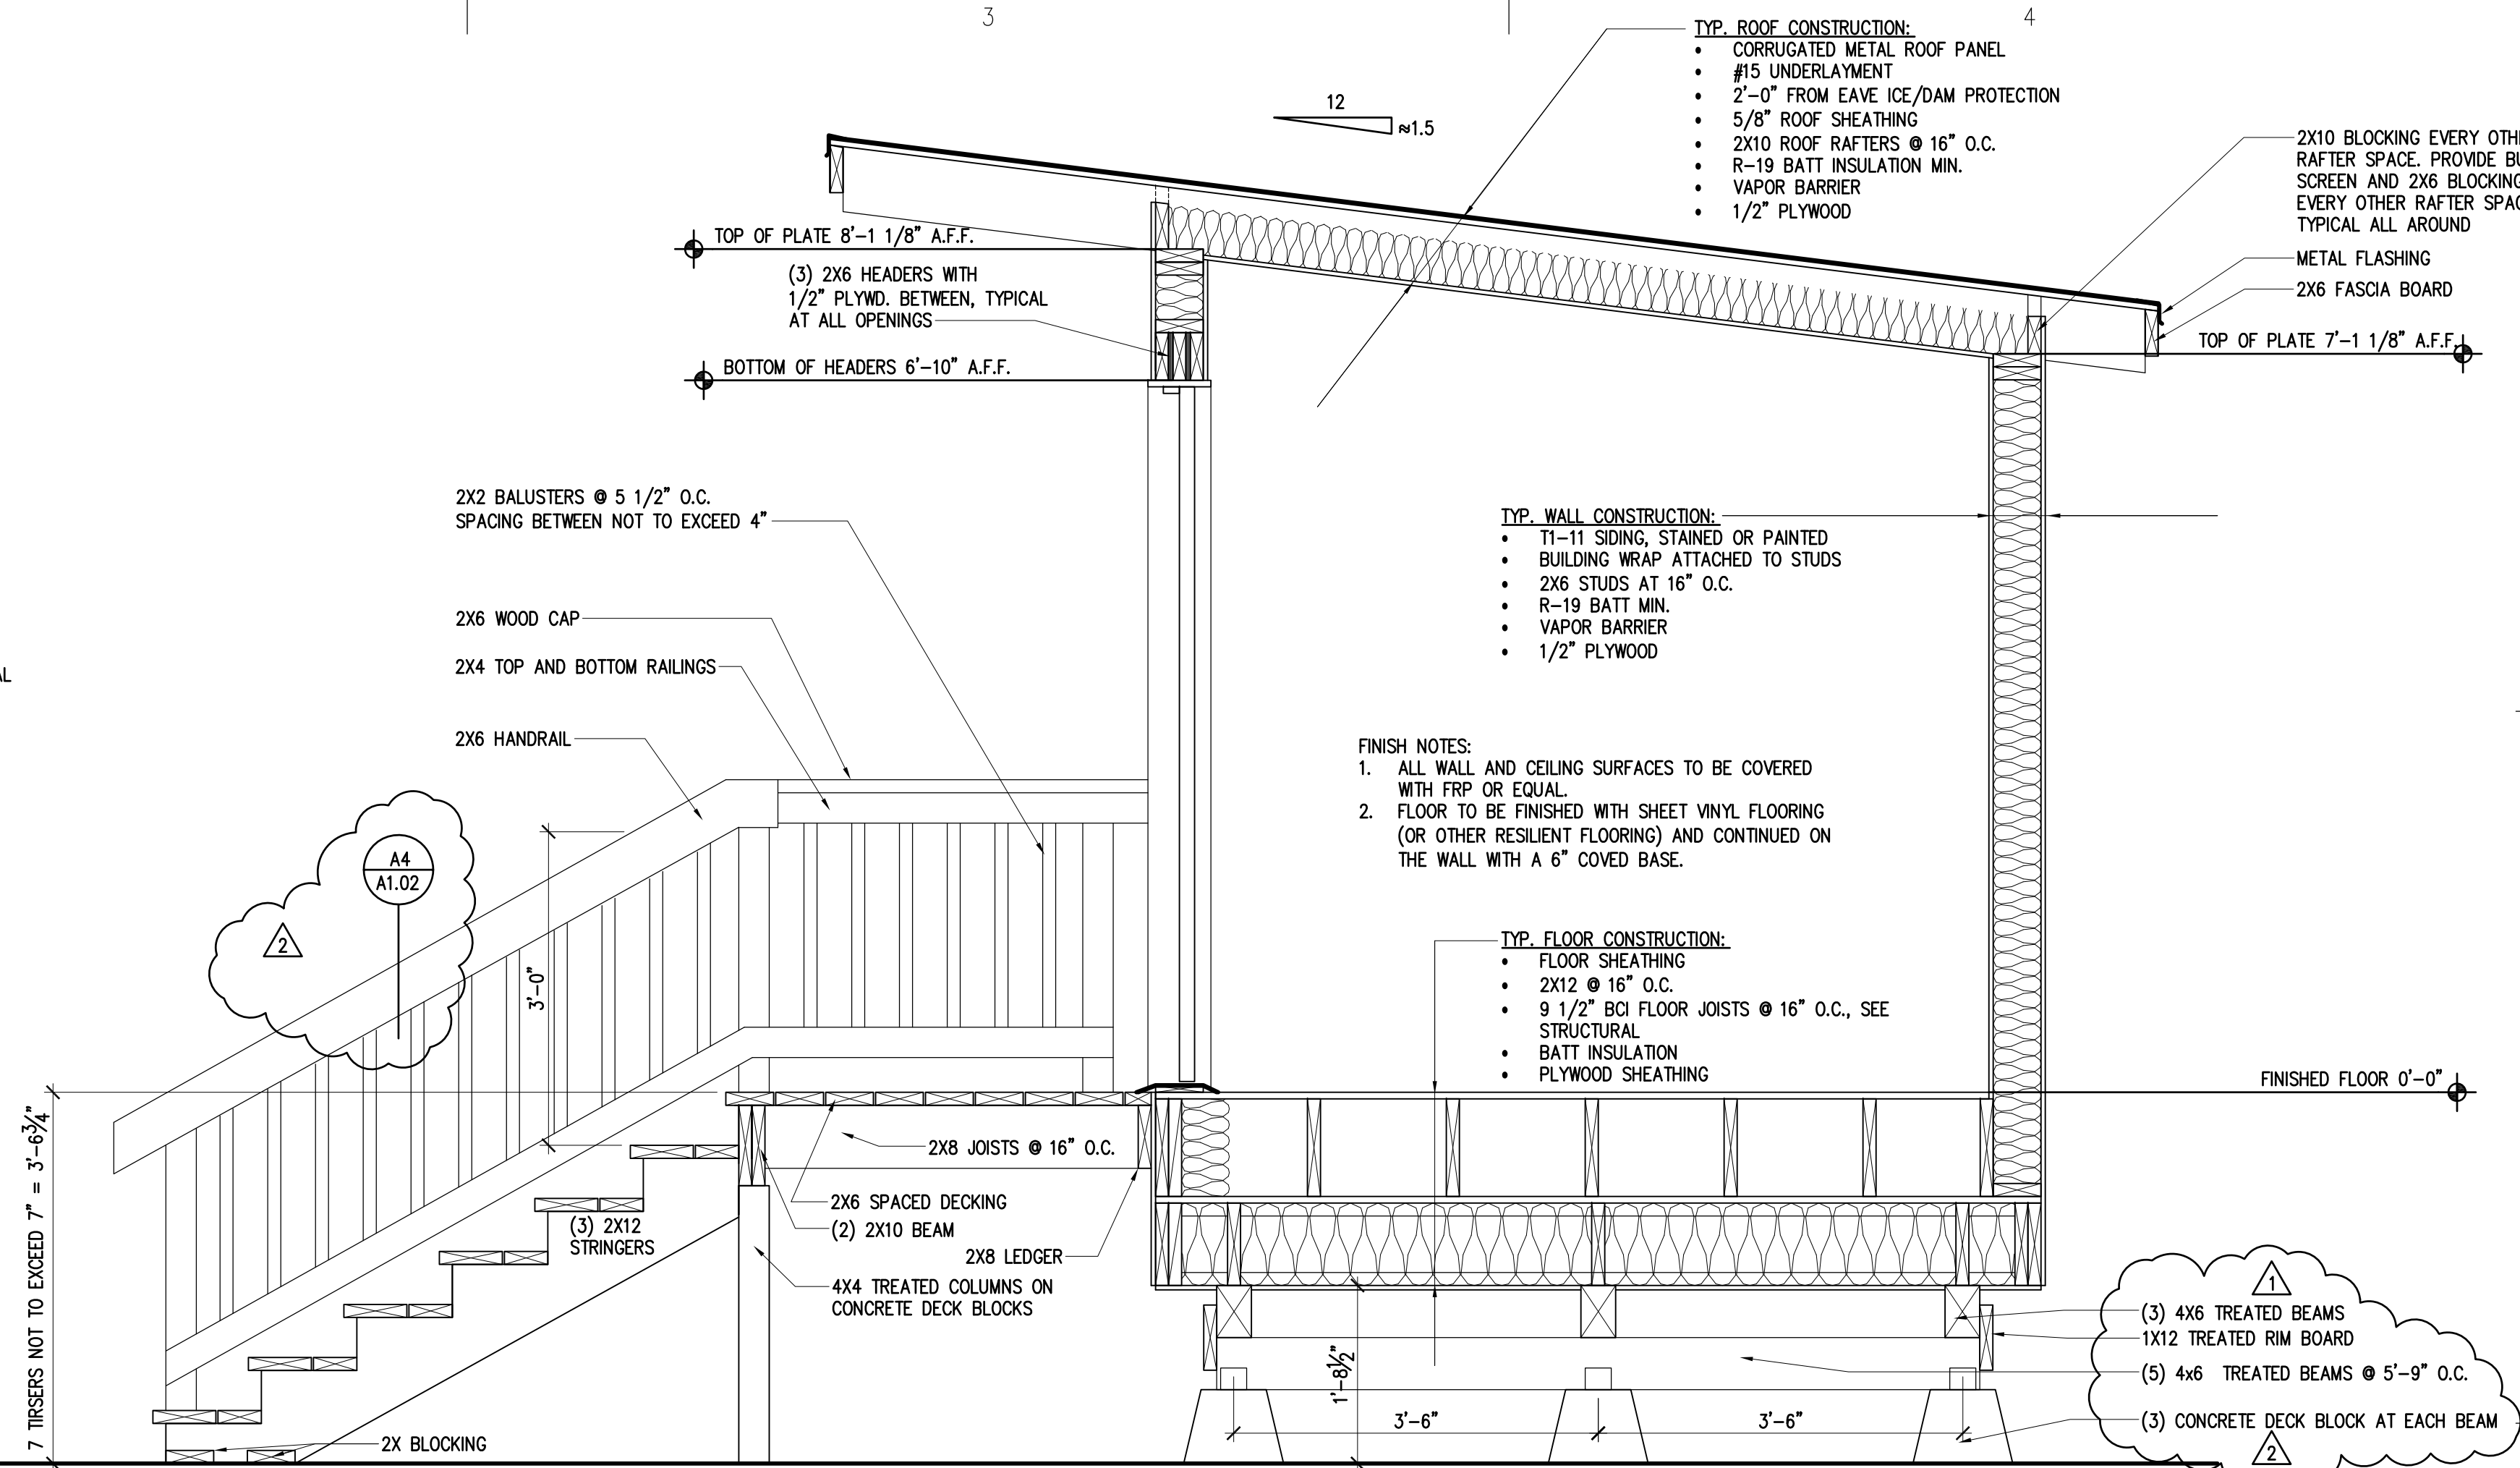 3
4
TYP. ROOF CONSTRUCTION:
• CORRUGATED METAL ROOF PANEL
• #15 UNDERLAYMENT
• 2'-0" FROM EAVE ICE/DAM PROTECTION
• 5/8" ROOF SHEATHING
• 2X10 ROOF RAFTERS @ 16" O.C.
• R-19 BATT INSULATION MIN.
• VAPOR BARRIER
• 1/2" PLYWOOD
12
≈1.5
2X10 BLOCKING EVERY
RAFTER SPACE. PROVIDE
SCREEN AND 2X6 BLOCKING
EVERY OTHER RAFTER
TYPICAL ALL AROUND
METAL FLASHING
2X6 FASCIA BOARD
TOP OF PLATE 7'-1 1/8" A.F.F.
TOP OF PLATE 8'-1 1/8" A.F.F.
(3) 2X6 HEADERS WITH
1/2" PLYWD. BETWEEN, TYPICAL
AT ALL OPENINGS
BOTTOM OF HEADERS 6'-10" A.F.F.
2X2 BALUSTERS @ 5 1/2" O.C.
SPACING BETWEEN NOT TO EXCEED 4"
2X6 WOOD CAP
2X4 TOP AND BOTTOM RAILINGS
2X6 HANDRAIL
TYP. WALL CONSTRUCTION:
• T1-11 SIDING, STAINED OR PAINTED
• BUILDING WRAP ATTACHED TO STUDS
• 2X6 STUDS AT 16" O.C.
• R-19 BATT MIN.
• VAPOR BARRIER
• 1/2" PLYWOOD
FINISH NOTES:
1. ALL WALL AND CEILING SURFACES TO BE COVERED
WITH FRP OR EQUAL.
2. FLOOR TO BE FINISHED WITH SHEET VINYL FLOORING
(OR OTHER RESILIENT FLOORING) AND CONTINUED ON
THE WALL WITH A 6" COVED BASE.
A4
A1.02
2
3'-0"
TYP. FLOOR CONSTRUCTION:
• FLOOR SHEATHING
• 2X12 @ 16" O.C.
• 9 1/2" BCI FLOOR JOISTS @ 16" O.C., SEE
STRUCTURAL
• BATT INSULATION
• PLYWOOD SHEATHING
FINISHED FLOOR 0'-0"
7 TIRSERS NOT TO EXCEED 7" = 3'-6 3/4"
2X8 JOISTS @ 16" O.C.
2X6 SPACED DECKING
(2) 2X10 BEAM
2X8 LEDGER
(3) 2X12
STRINGERS
4X4 TREATED COLUMNS ON
CONCRETE DECK BLOCKS
2X BLOCKING
1'-8 1/2"
3'-6"
3'-6"
1
(3) 4X6 TREATED BEAMS
1X12 TREATED RIM BOARD
(5) 4x6 TREATED BEAMS @ 5'-9" O.C.
(3) CONCRETE DECK BLOCK AT EACH BEAM
2